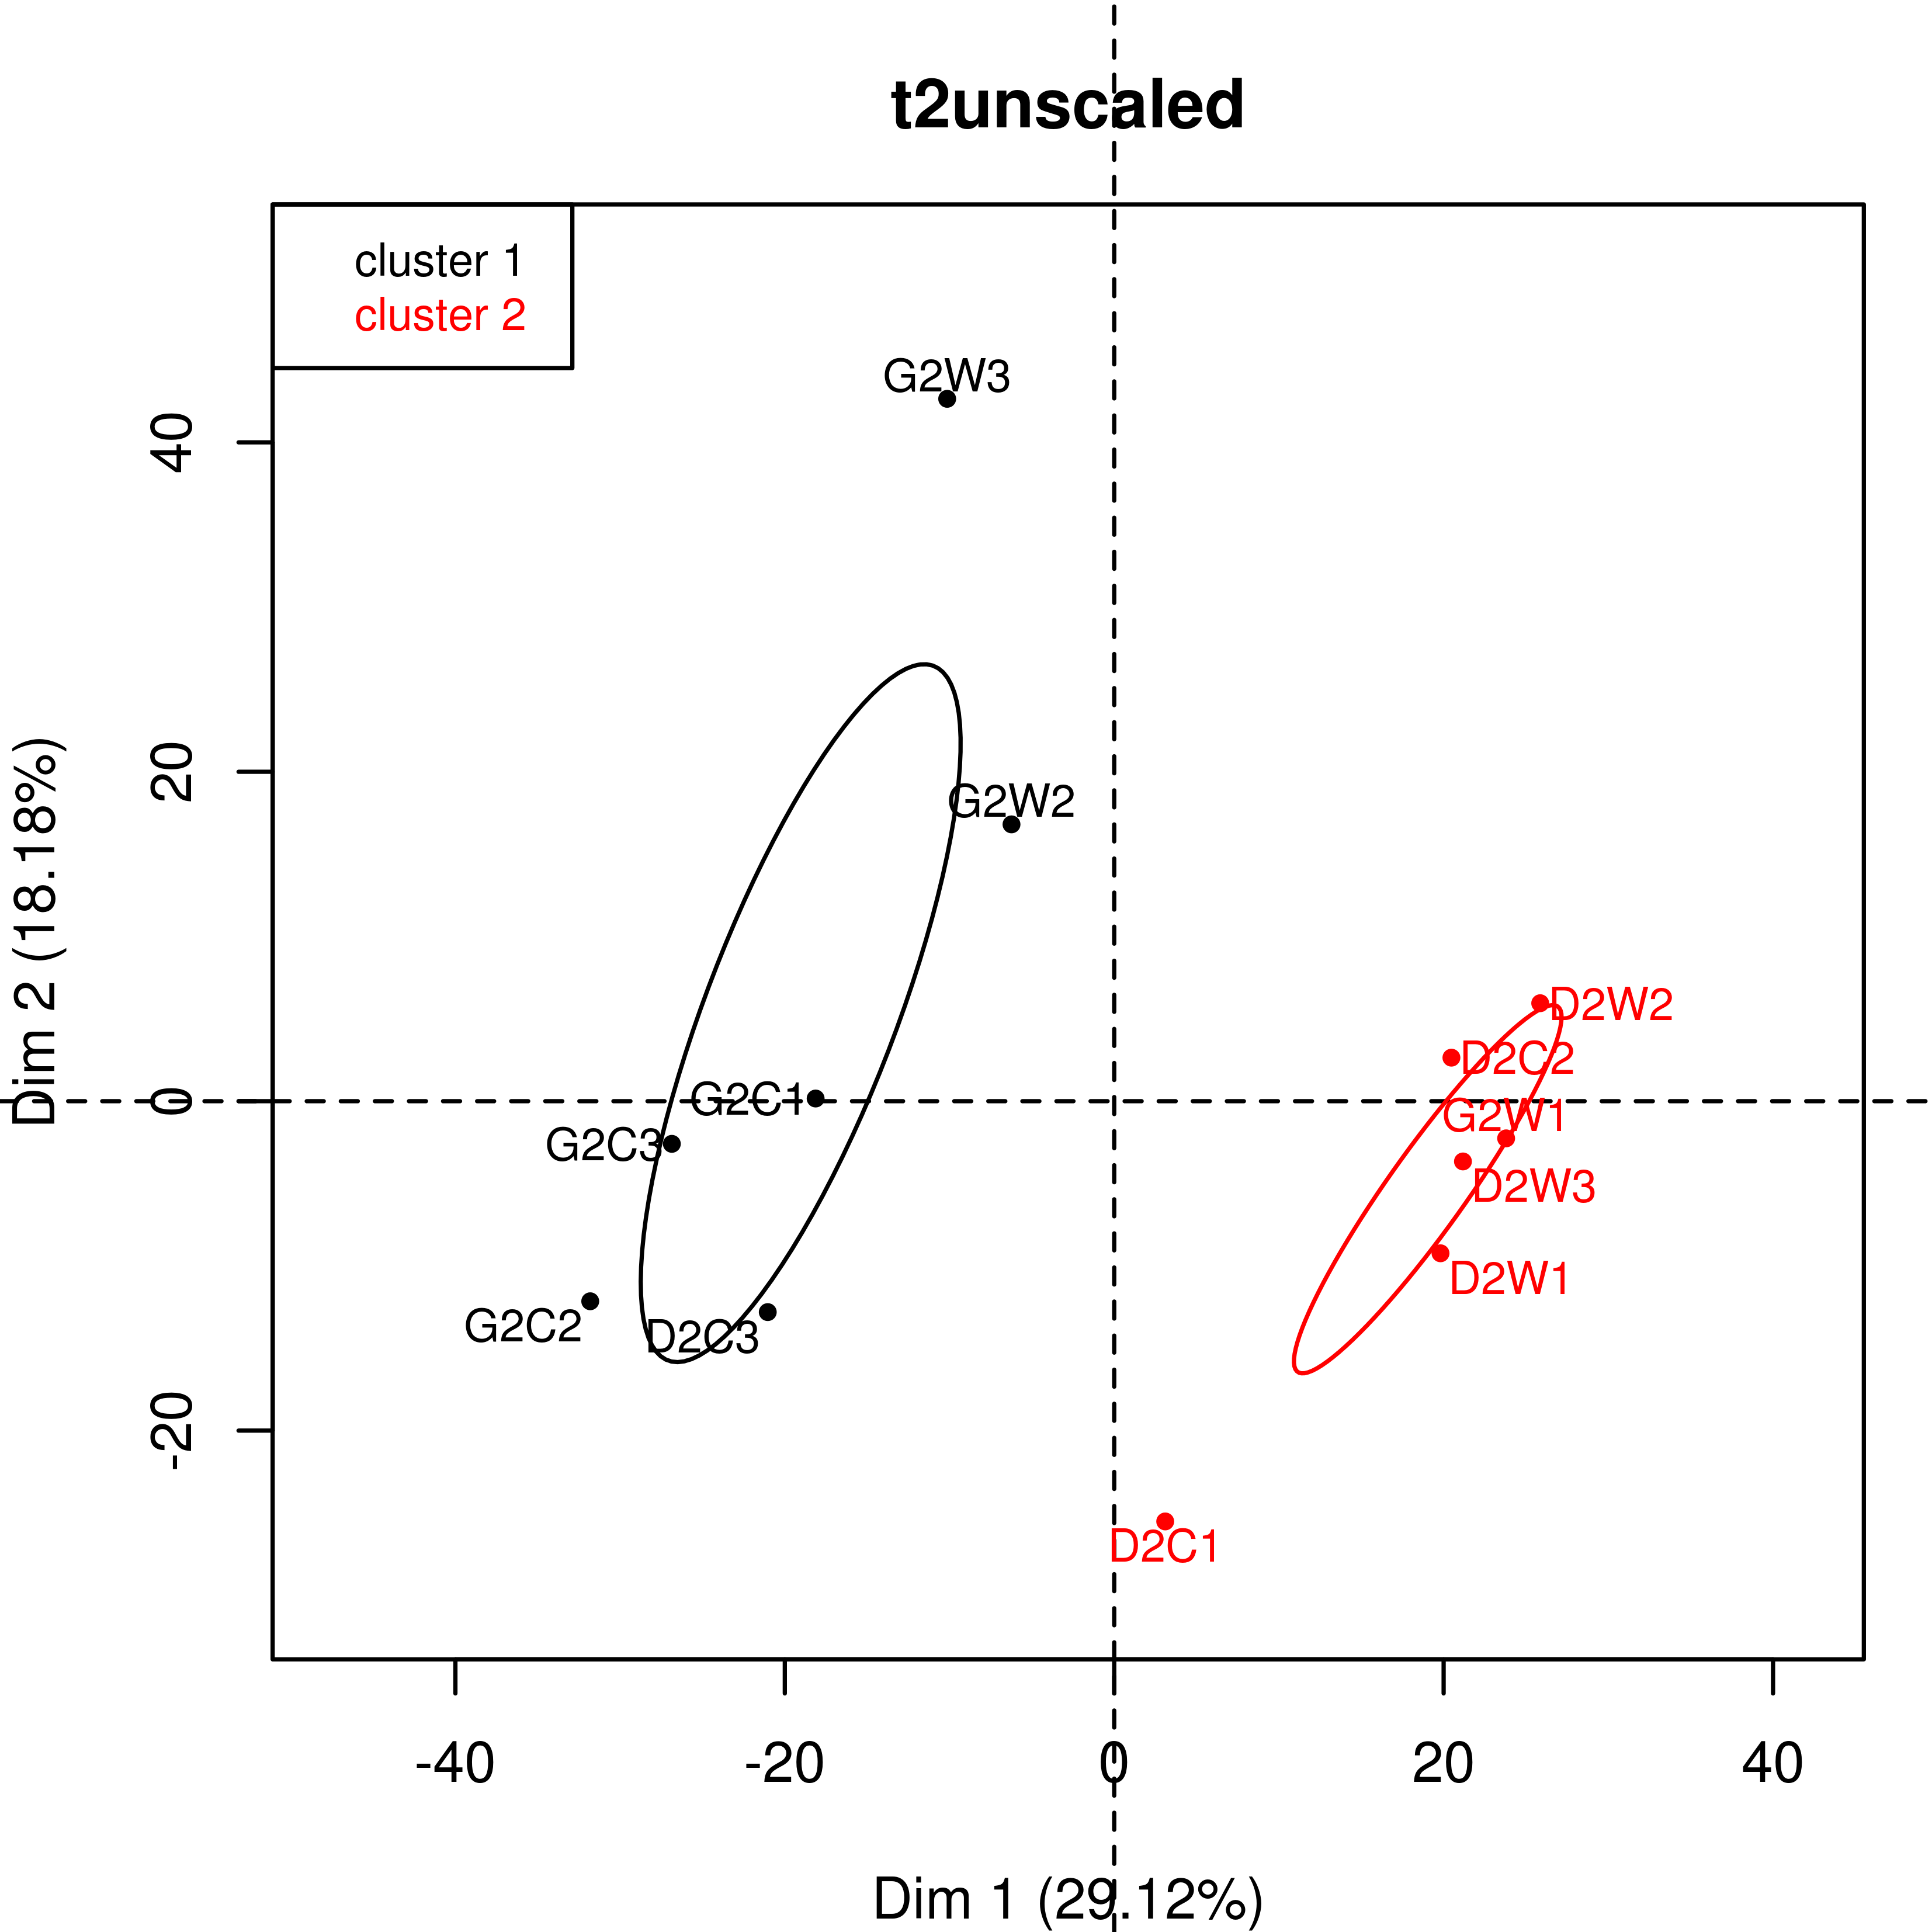 t2unscaled
cluster 1
cluster 2
G2W3
40
G2W2
20
D2W2
D2C2
G2C1
0
G2W1
G2C3
D2W3
D2W1
G2C2
D2C3
-20
D2C1
Dim 2 (18.18%)
-40 -20 0 20 40
Dim 1 (29.12%)